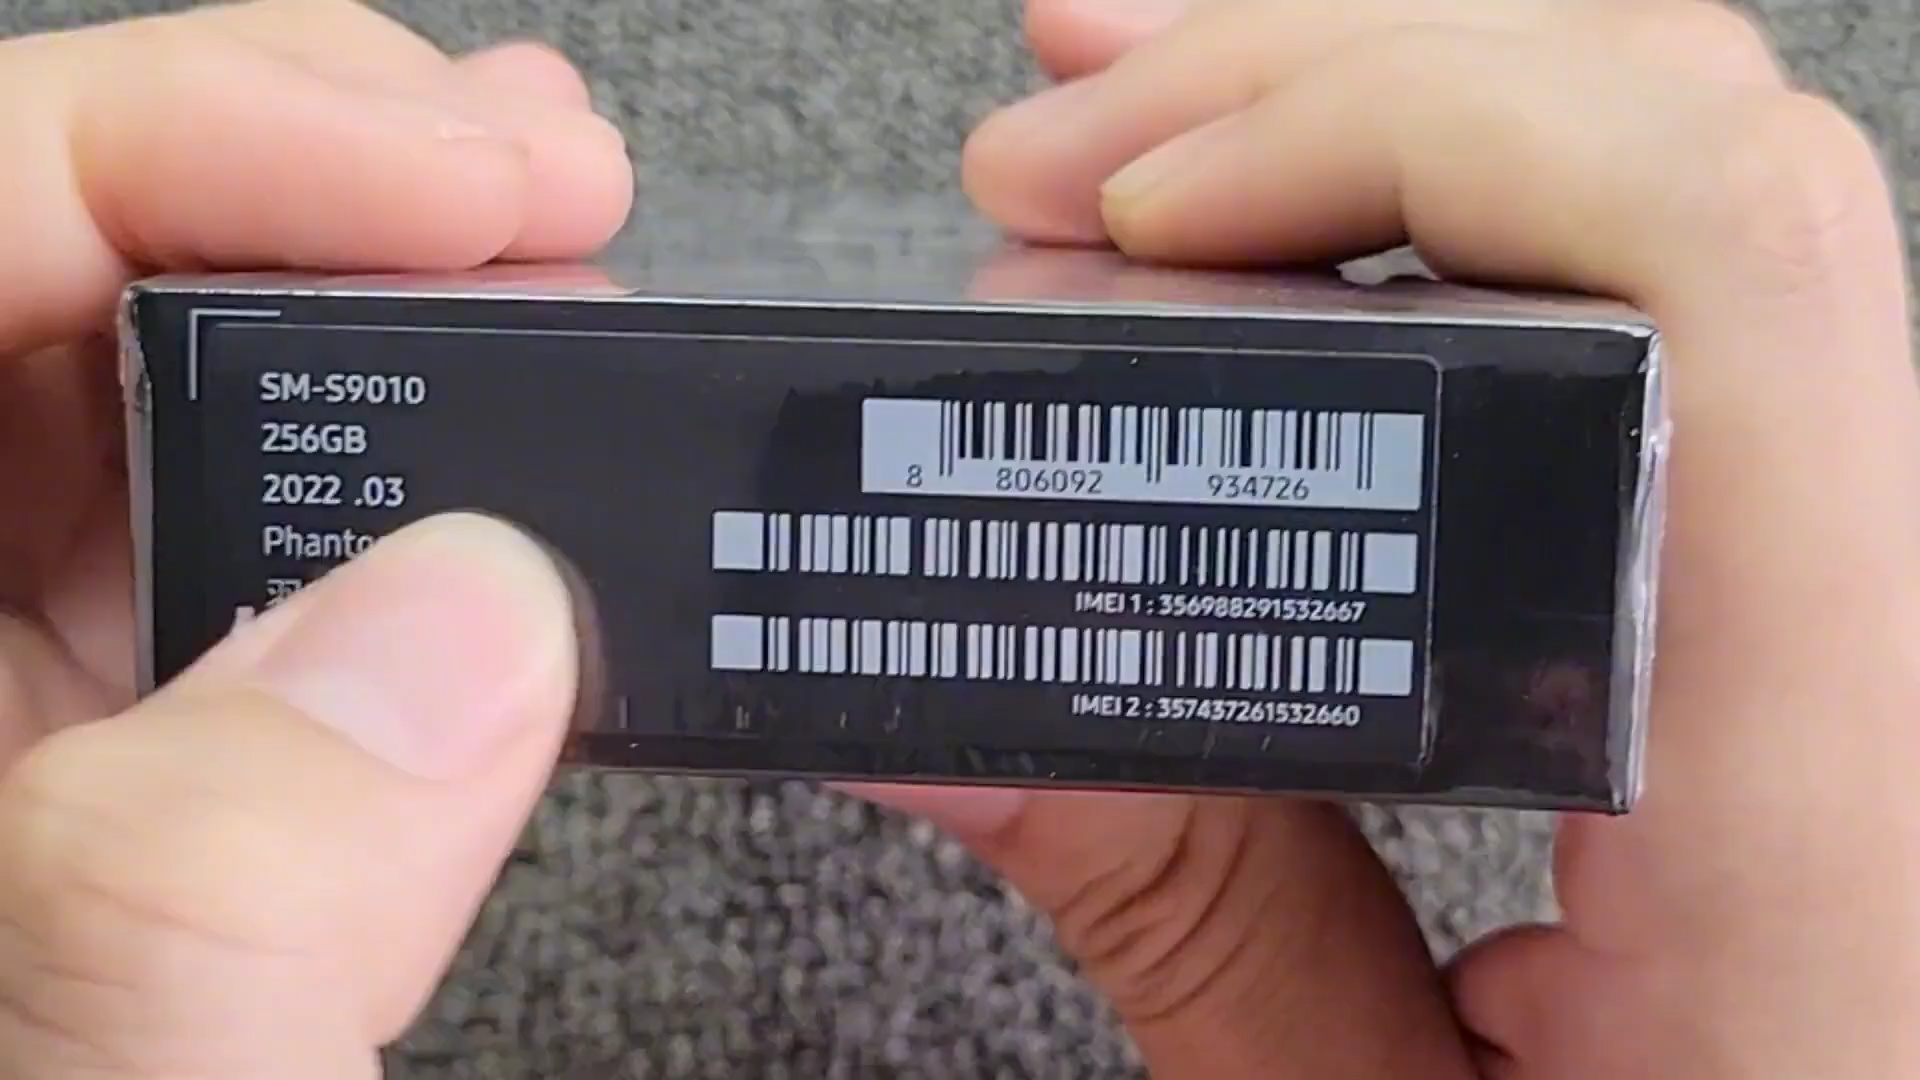 SM-S9010
256GB
2022 .03
8 806092 934726
IMEI 1 : 356988291532667
IMEI 2 : 357437261532660